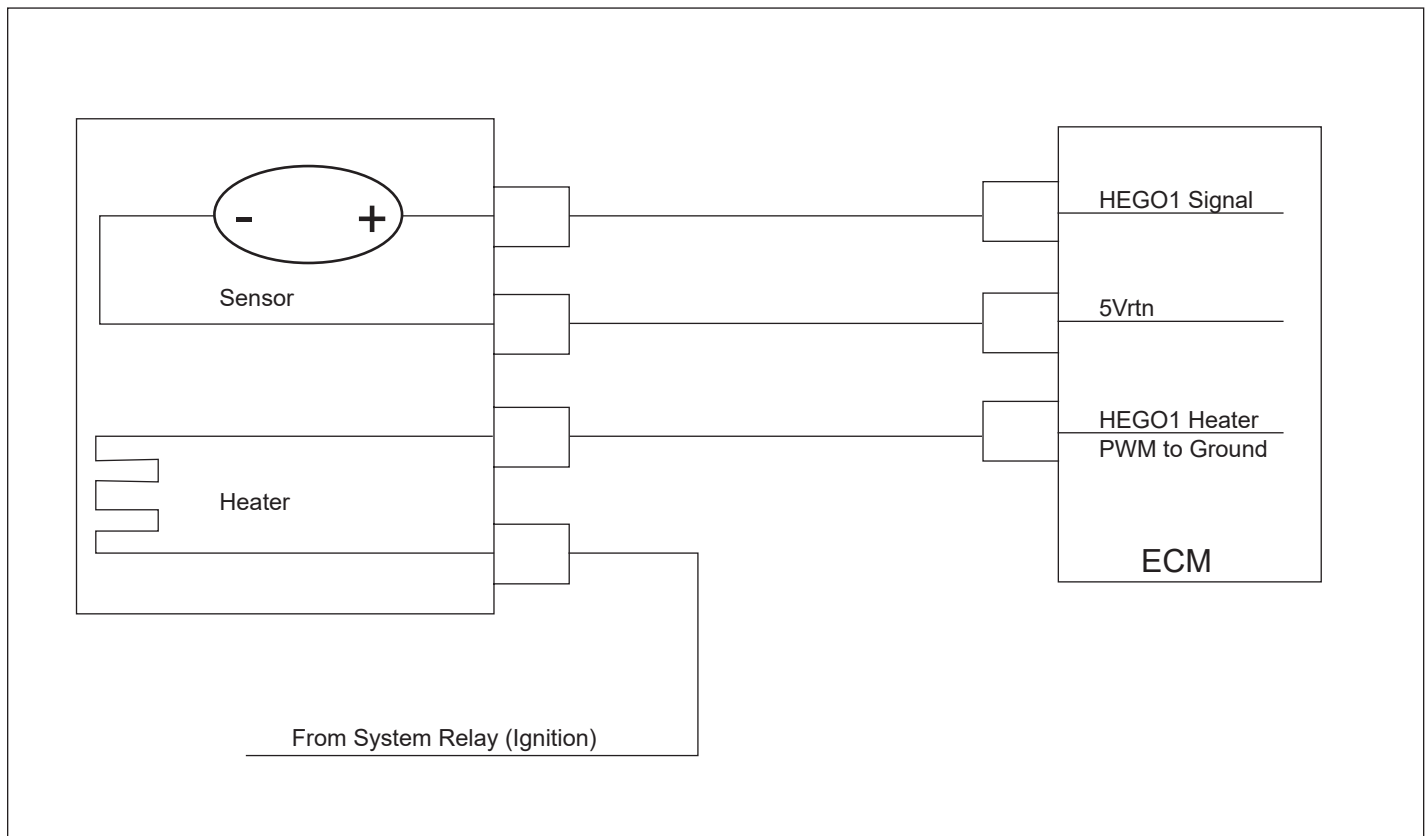 - +
Sensor
Heater
From System Relay (Ignition)
HEGO1 Signal
5Vrtn
HEGO1 Heater
PWM to Ground
ECM